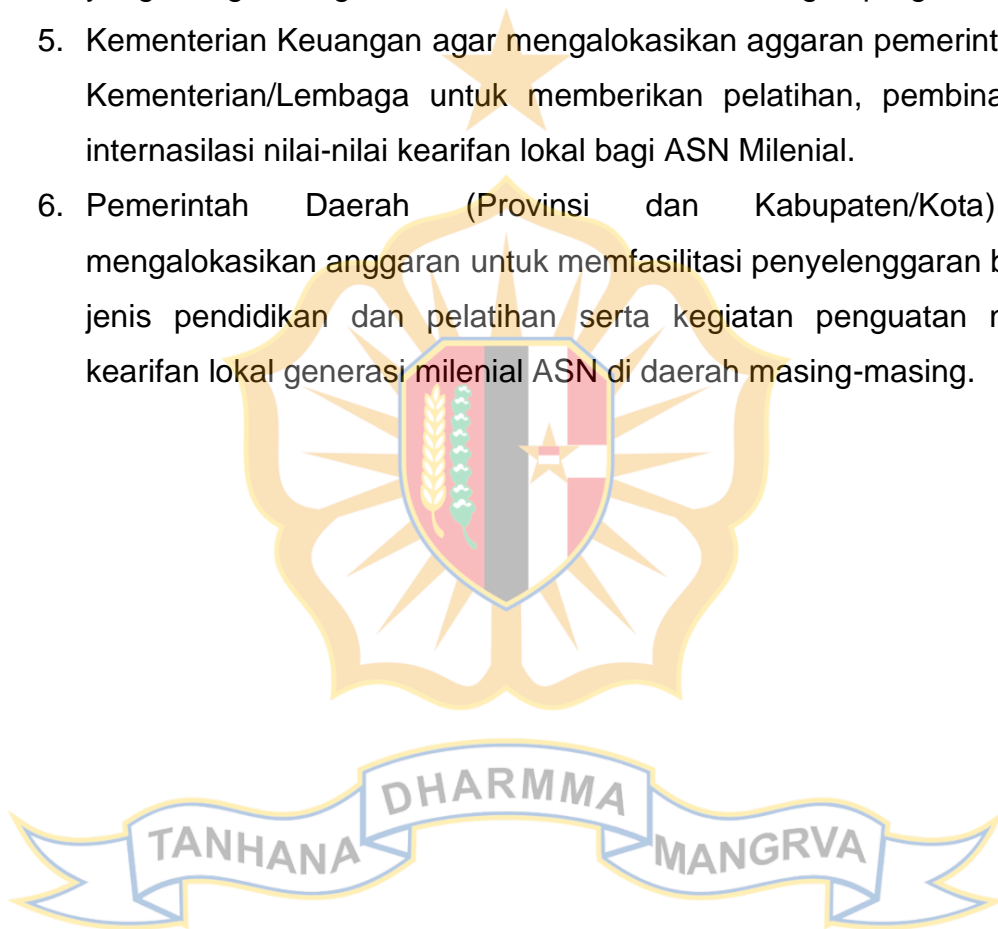 5. Kementerian Keuangan agar mengalokasikan aggaran pemerint
Kementerian/Lembaga untuk memberikan pelatihan, pembina
internasilasi nilai-nilai kearifan lokal bagi ASN Milenial.
6. Pemerintah Daerah (Provinsi dan Kabupaten/Kota)
mengalokasikan anggaran untuk memfasilitasi penyelenggaran b
jenis pendidikan dan pelatihan serta kegiatan penguatan
kearifan lokal generasi milenial ASN di daerah masing-masing.
TANHANA DHARMMA MANGRVA